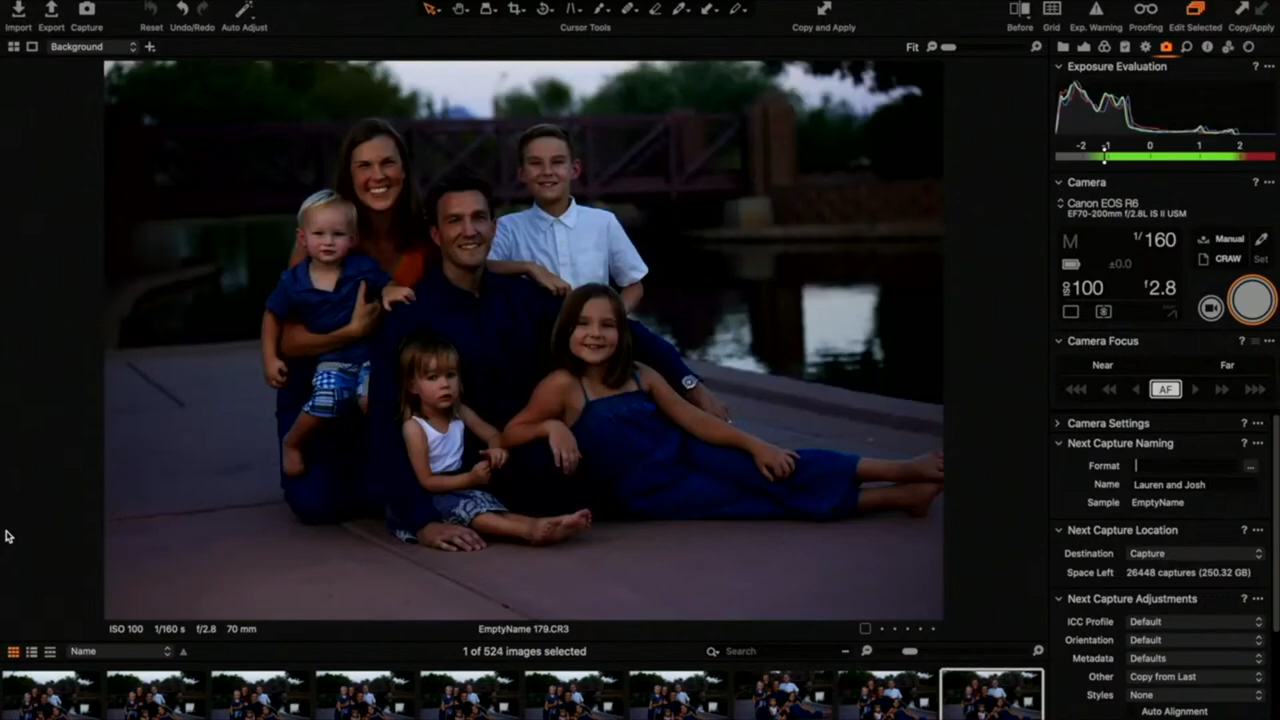 Import Export Capture Reset Undo/Redo Auto Adjust Cursor Tools Copy and Apply Before Grid Exp. Warning Proofing Edit Selected Copy/Apply
Background Fit
Exposure Evaluation ? ...
-2 -1 0 1 2
Camera ? ...
Canon EOS R6
EF70-200mm f/2.8L IS II USM
M 1/160 Manual
±0.0 CRAW Set
ISO 100 f2.8
Camera Focus ? ...
Near Far
AF
Camera Settings ? ...
Next Capture Naming ? ...
Format ...
Name Lauren and Josh
Sample EmptyName
Next Capture Location ? ...
Destination Capture
Space Left 26448 captures (250.32 GB)
Next Capture Adjustments ? ...
ICC Profile Default
Orientation Default
Metadata Defaults
Other Copy from Last
Styles None
Auto Alignment
ISO 100 1/160 s f/2.8 70 mm EmptyName 179.CR3
Name 1 of 524 images selected Search